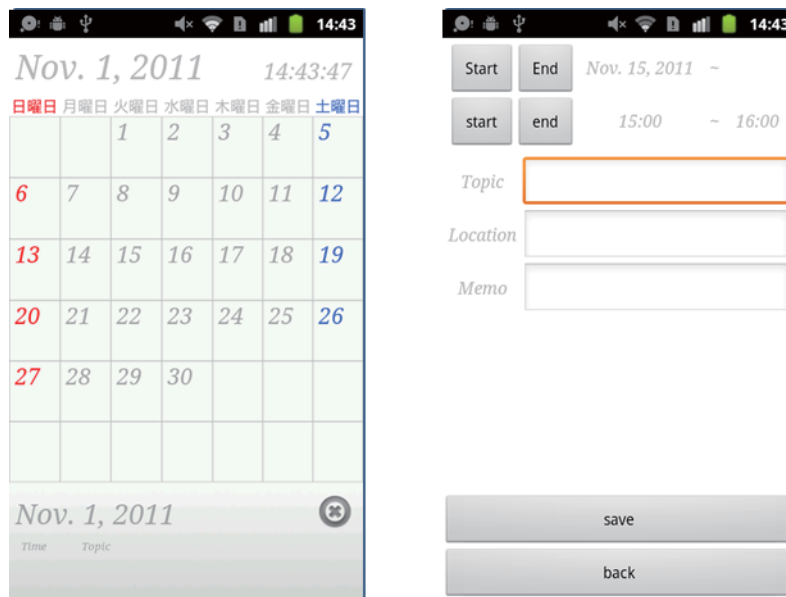 14:43
Nov. 1, 2011 14:43:47
日曜日 月曜日 火曜日 水曜日 木曜日 金曜日 土曜日
1 2 3 4 5
6 7 8 9 10 11 12
13 14 15 16 17 18 19
20 21 22 23 24 25 26
27 28 29 30
Nov. 1, 2011
Time Topic
14:43
Start End Nov. 15, 2011 ~
start end 15:00 ~ 16:00
Topic
Location
Memo
save
back